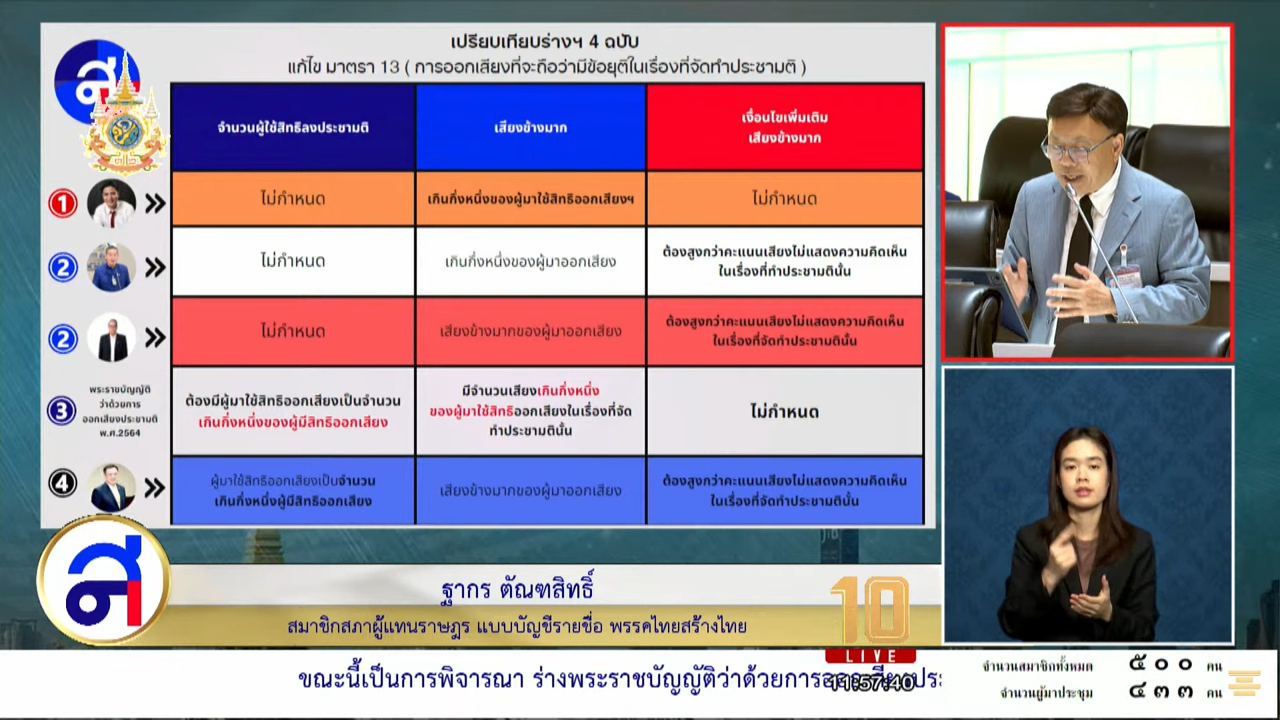 เปรียบเทียบร่างฯ 4 ฉบับ
แก้ไข มาตรา 13 ( การออกเสียงที่จะถือว่ามีข้อยุติในเรื่องที่จัดทำประชามติ )
ส
จำนวนผู้ใช้สิทธิลงประชามติ
เสียงข้างมาก
เงื่อนไขเพิ่มเติม
เสียงข้างมาก
1
ไม่กำหนด
เกินกึ่งหนึ่งของผู้มาใช้สิทธิออกเสียงฯ
ไม่กำหนด
2
ไม่กำหนด
เกินกึ่งหนึ่งของผู้มาออกเสียง
ต้องสูงกว่าคะแนนเสียงไม่แสดงความคิดเห็น
ในเรื่องที่ทำประชามตินั้น
2
ไม่กำหนด
เสียงข้างมากของผู้มาออกเสียง
ต้องสูงกว่าคะแนนเสียงไม่แสดงความคิดเห็น
ในเรื่องที่จัดทำประชามตินั้น
3
พระราชบัญญัติ
ว่าด้วยการ
ออกเสียงประชามติ
พ.ศ.2564
ต้องมีผู้มาใช้สิทธิออกเสียงเป็นจำนวน
เกินกึ่งหนึ่งของผู้มีสิทธิออกเสียง
มีจำนวนเสียงเกินกึ่งหนึ่ง
ของผู้มาใช้สิทธิออกเสียงในเรื่องที่จัด
ทำประชามตินั้น
ไม่กำหนด
4
ผู้มาใช้สิทธิออกเสียงเป็นจำนวน
เกินกึ่งหนึ่งผู้มีสิทธิออกเสียง
เสียงข้างมากของผู้มาออกเสียง
ต้องสูงกว่าคะแนนเสียงไม่แสดงความคิดเห็น
ในเรื่องที่จัดทำประชามตินั้น
ฐากร ตัณฑสิทธิ์
สมาชิกสภาผู้แทนราษฎร แบบบัญชีรายชื่อ พรรคไทยสร้างไทย
10
LIVE
11:57:40
ขณะนี้เป็นการพิจารณา ร่างพระราชบัญญัติว่าด้วยการ
จำนวนสมาชิกทั้งหมด ๕๐๐ คน
จำนวนผู้มาประชุม ๔๓๓ คน